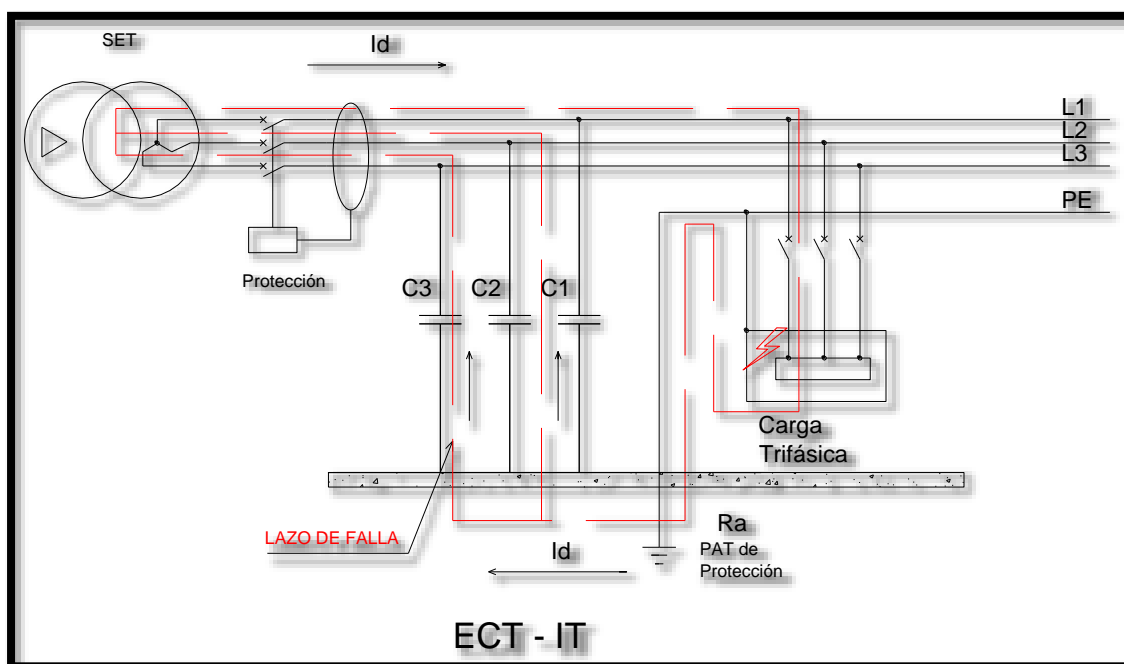 SET
Id
L1
L2
L3
PE
Protección
C3
C2
C1
Carga
Trifásica
LAZO DE FALLA
Ra
PAT de
Protección
Id
ECT - IT